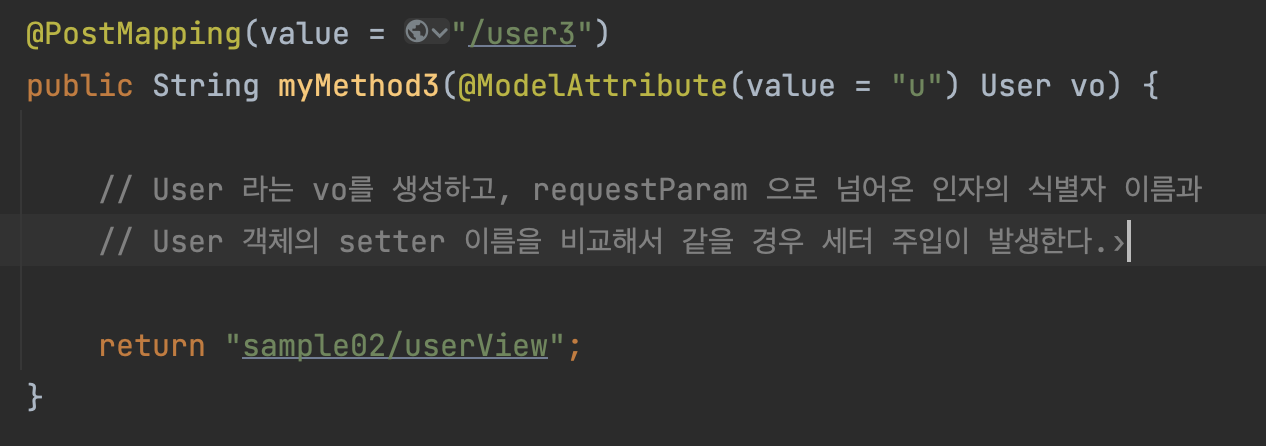 @PostMapping(value = "/user3")
public String myMethod3(@ModelAttribute(value = "u") User vo) {
// User 라는 vo를 생성하고, requestParam 으로 넘어온 인자의 식별자 이름과
// User 객체의 setter 이름을 비교해서 같을 경우 세터 주입이 발생한다.›
return "sample02/userView";
}